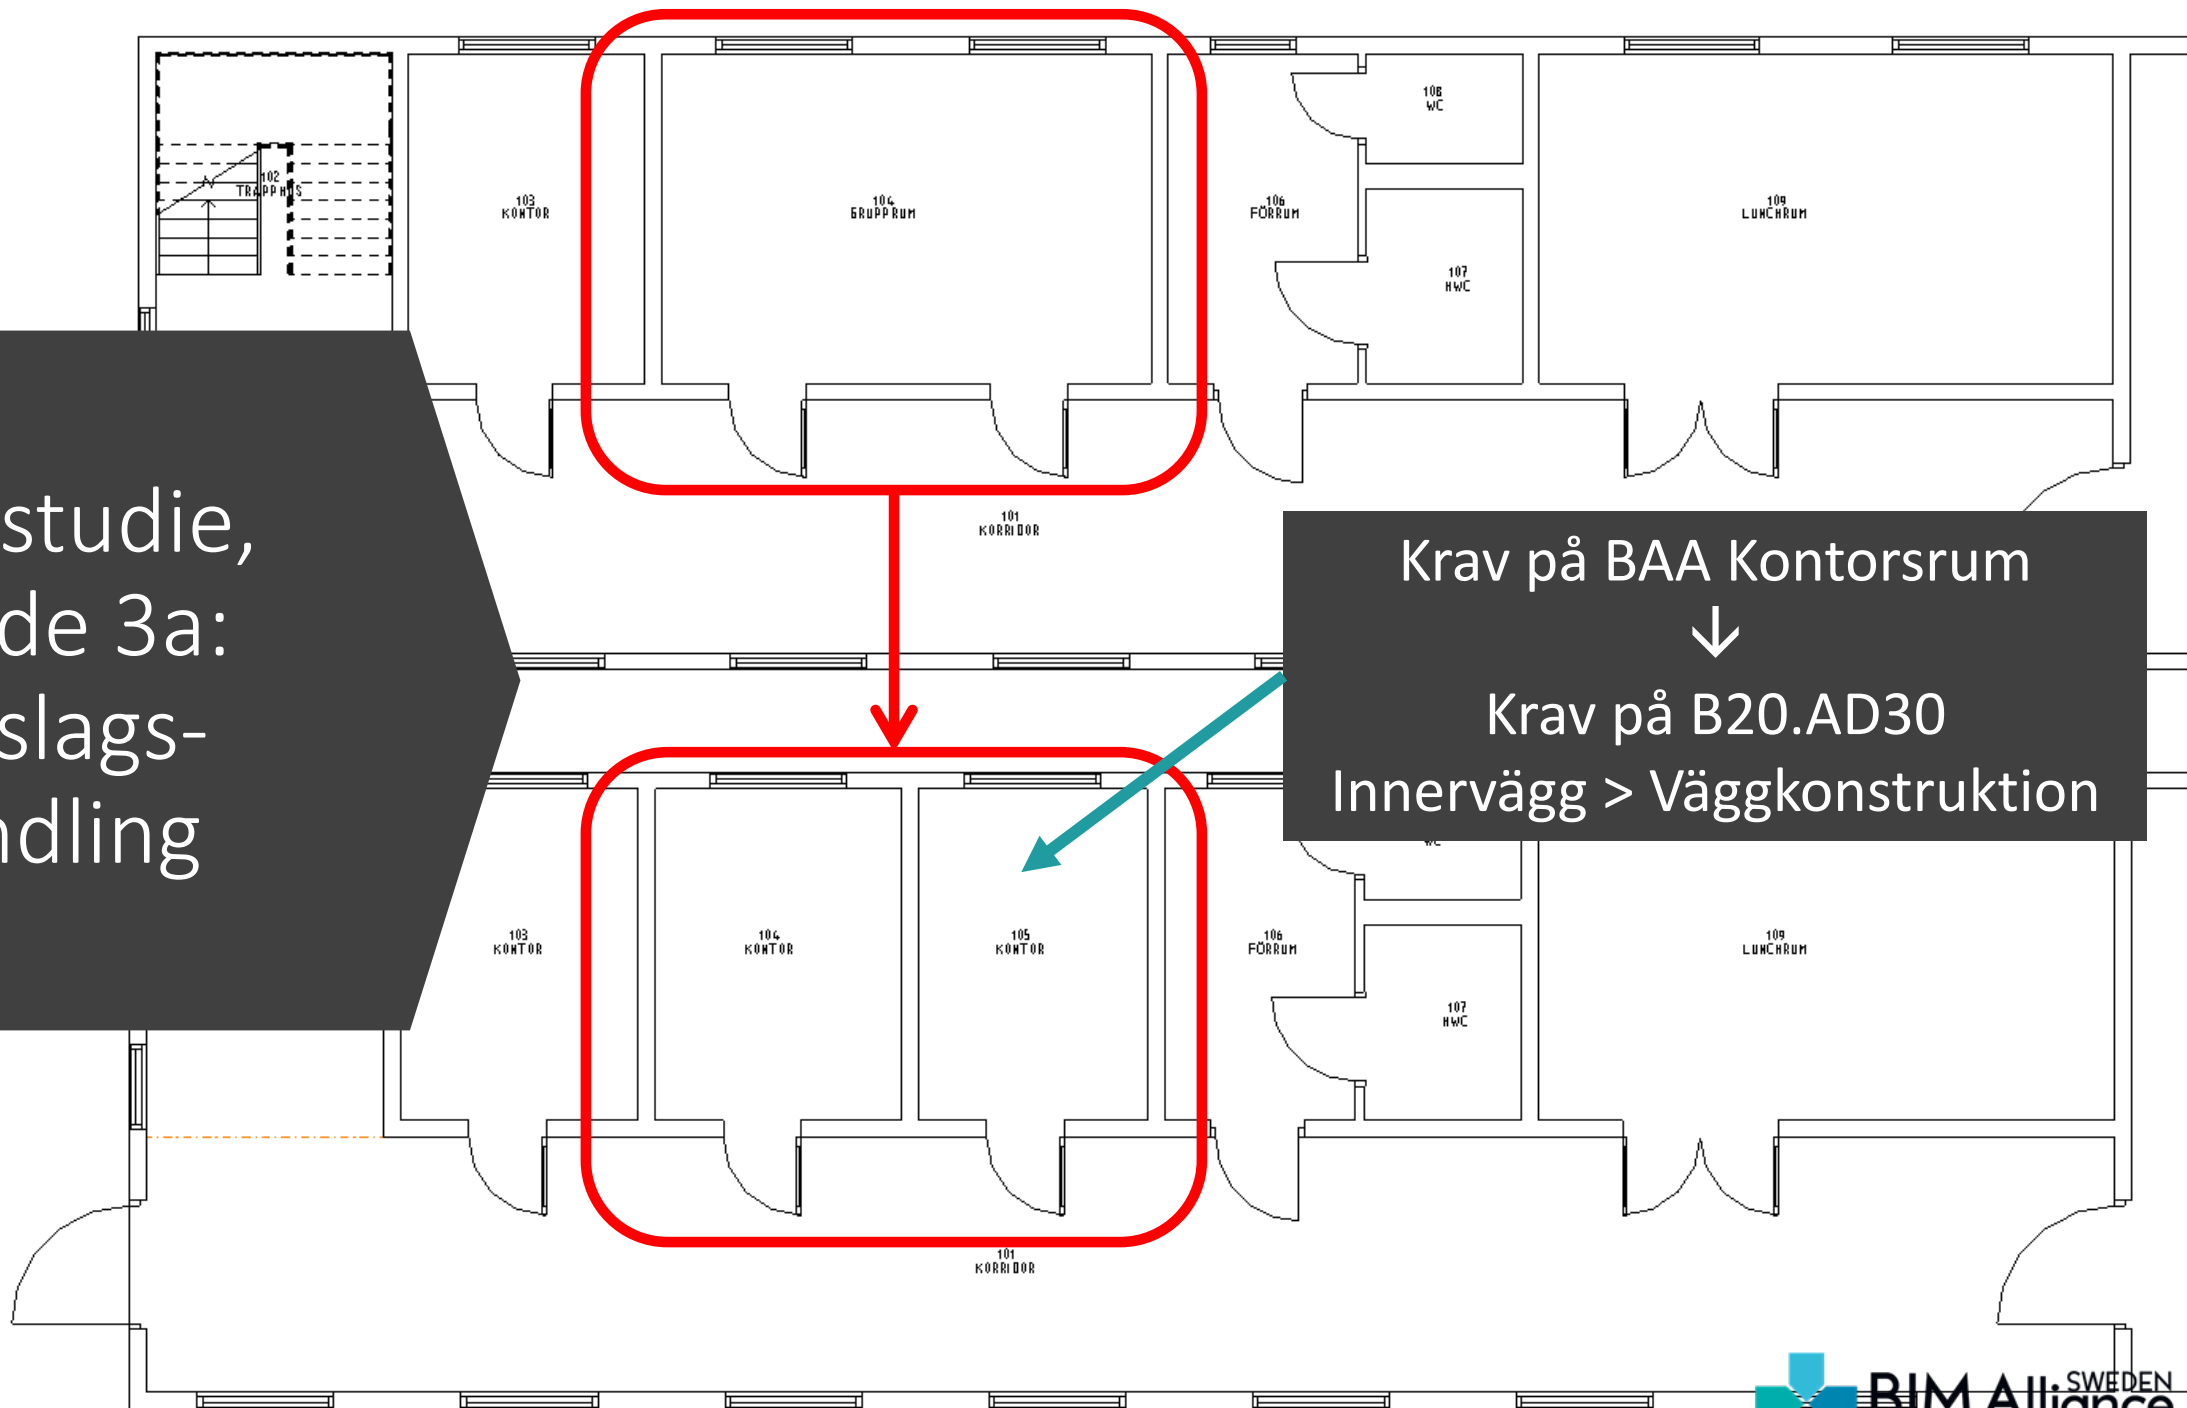 108
WC
102
TRAPPHUS
103
KONTOR
104
GRUPPRUM
106
FÖRRUM
109
LUNCHRUM
107
HWC
101
KORRIDOR
studie,
de 3a:
slags-
ndling
Krav på BAA Kontorsrum
↓
Krav på B20.AD30
Innervägg > Väggkonstruktion
WC
103
KONTOR
104
KONTOR
105
KONTOR
106
FÖRRUM
109
LUNCHRUM
107
HWC
101
KORRIDOR
SWEDEN
BIM Alliance